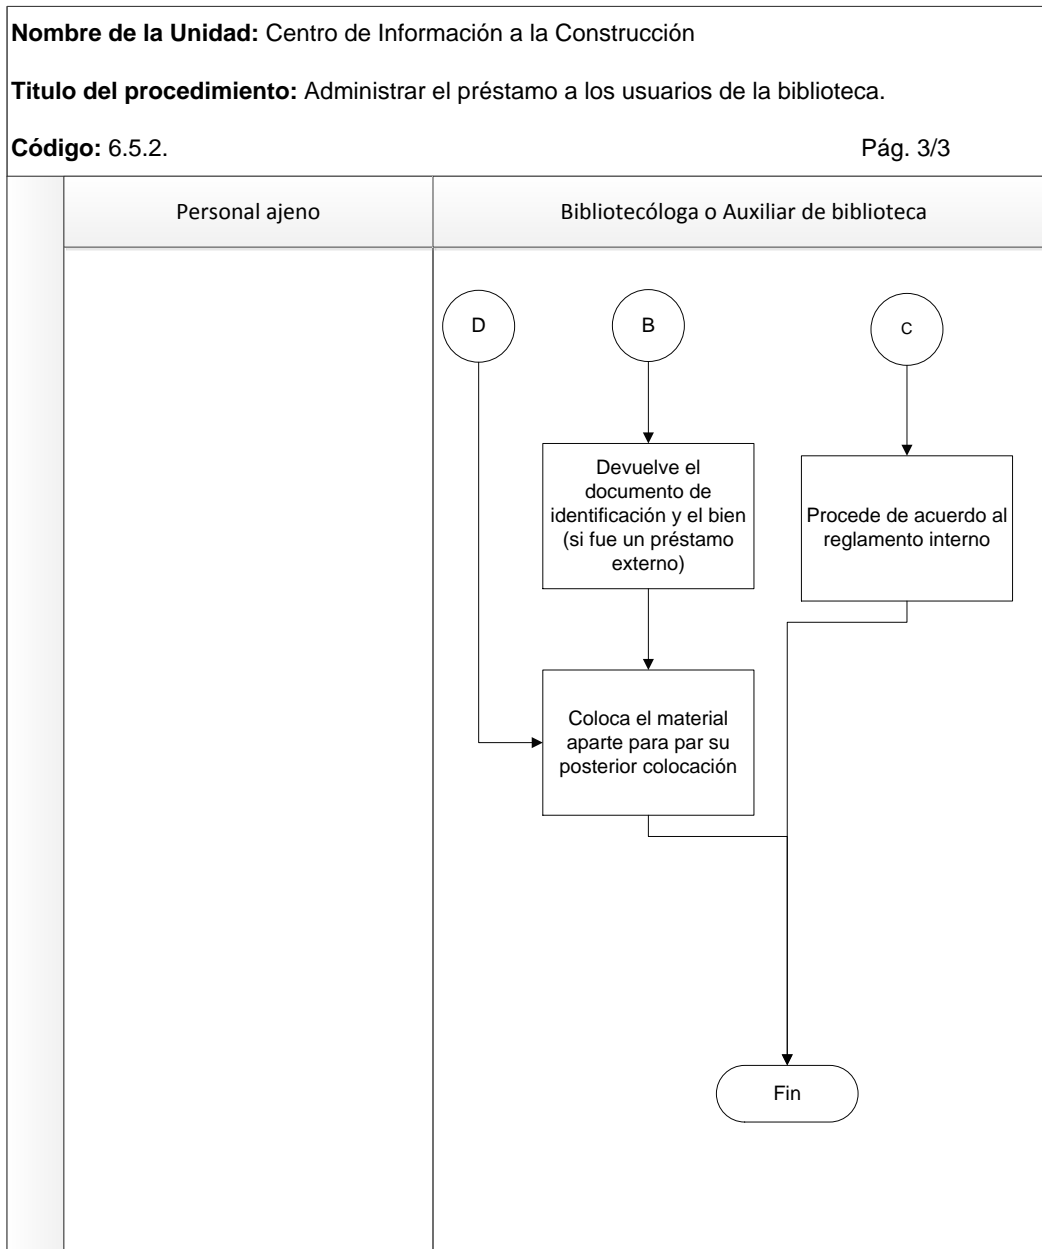 Nombre de la Unidad: Centro de Información a la Construcción
Titulo del procedimiento: Administrar el préstamo a los usuarios de la biblioteca.
Código: 6.5.2. Pág. 3/3
Personal ajeno
Bibliotecóloga o Auxiliar de biblioteca
D
B
C
Devuelve el
documento de
identificación y el bien
(si fue un préstamo
externo)
Procede de acuerdo al
reglamento interno
Coloca el material
aparte para par su
posterior colocación
Fin